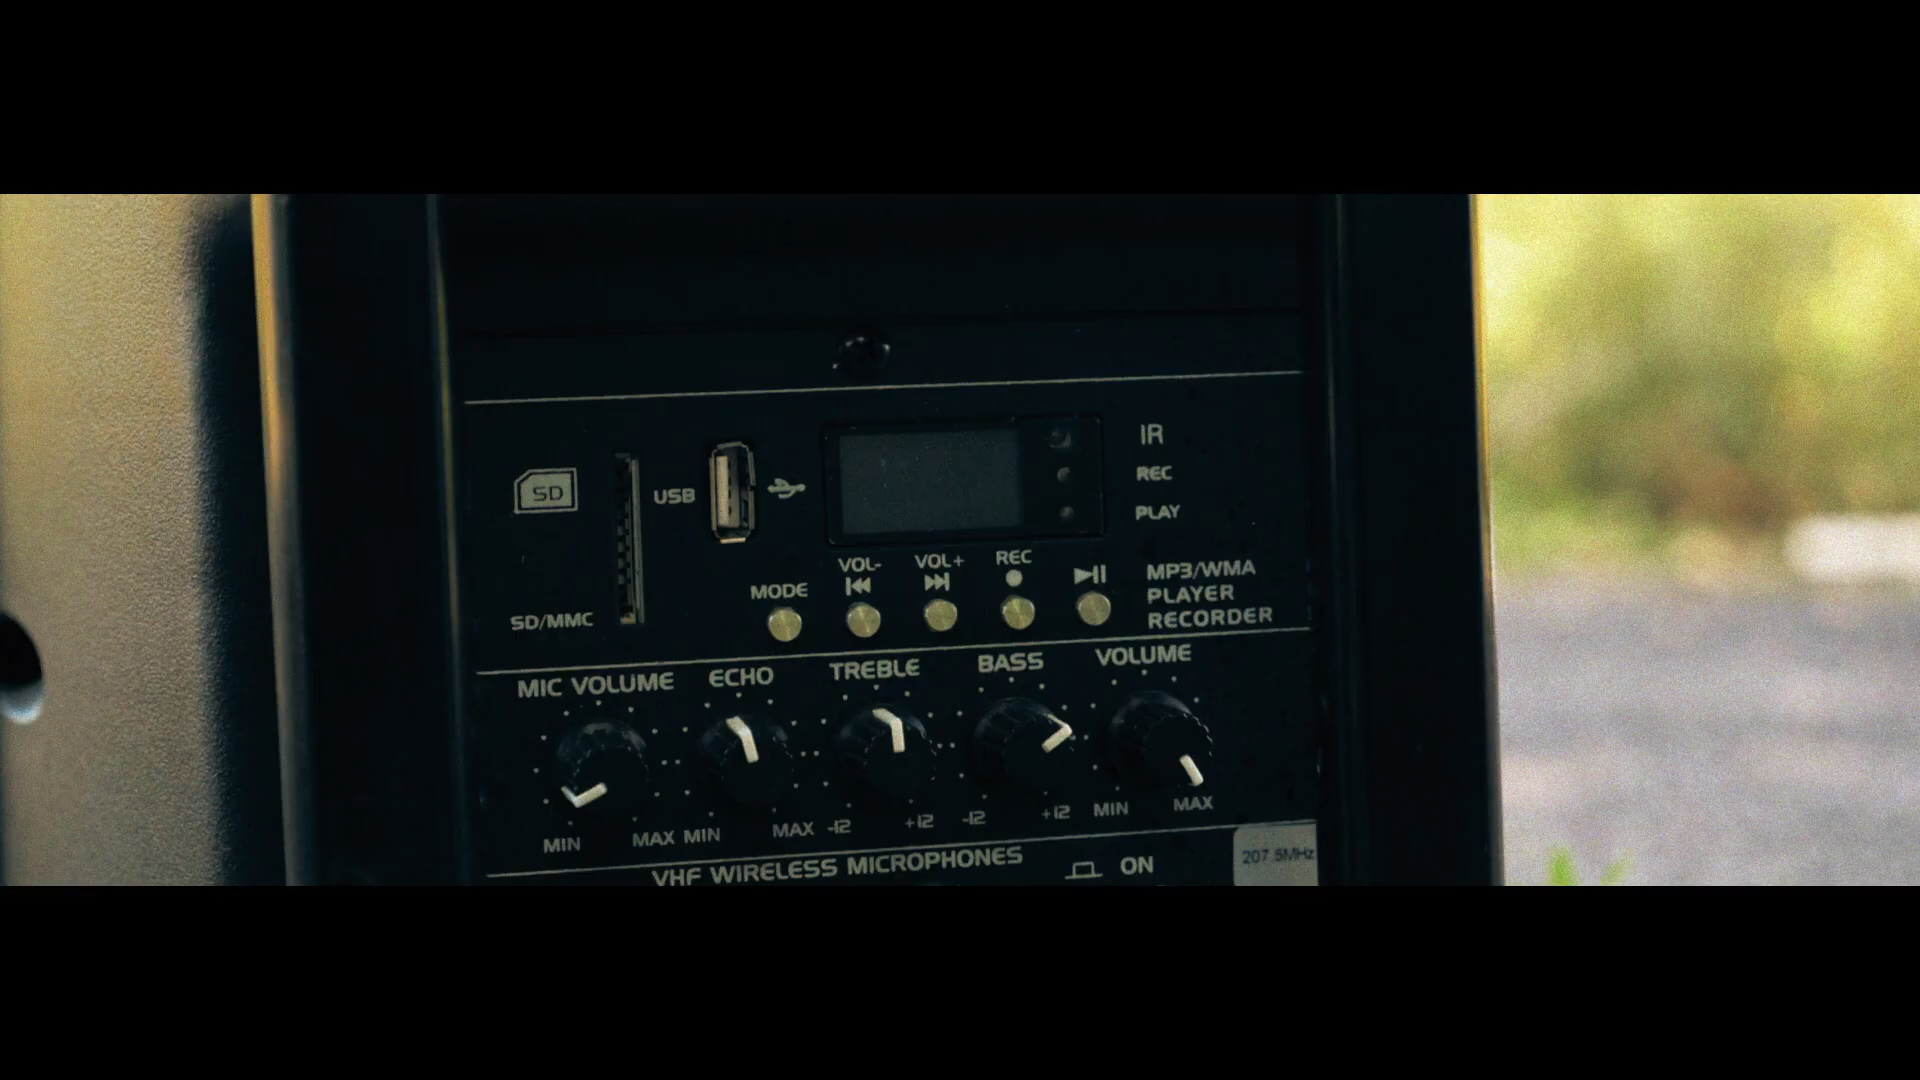 IR
SD
USB
REC
PLAY
VOL-
VOL+
REC
MODE
MP3/WMA
PLAYER
RECORDER
SD/MMC
MIC VOLUME
ECHO
TREBLE
BASS
VOLUME
MIN
MAX
MIN
MAX
-12
+12
-12
+12
MIN
MAX
VHF WIRELESS MICROPHONES
ON
207.5MHz